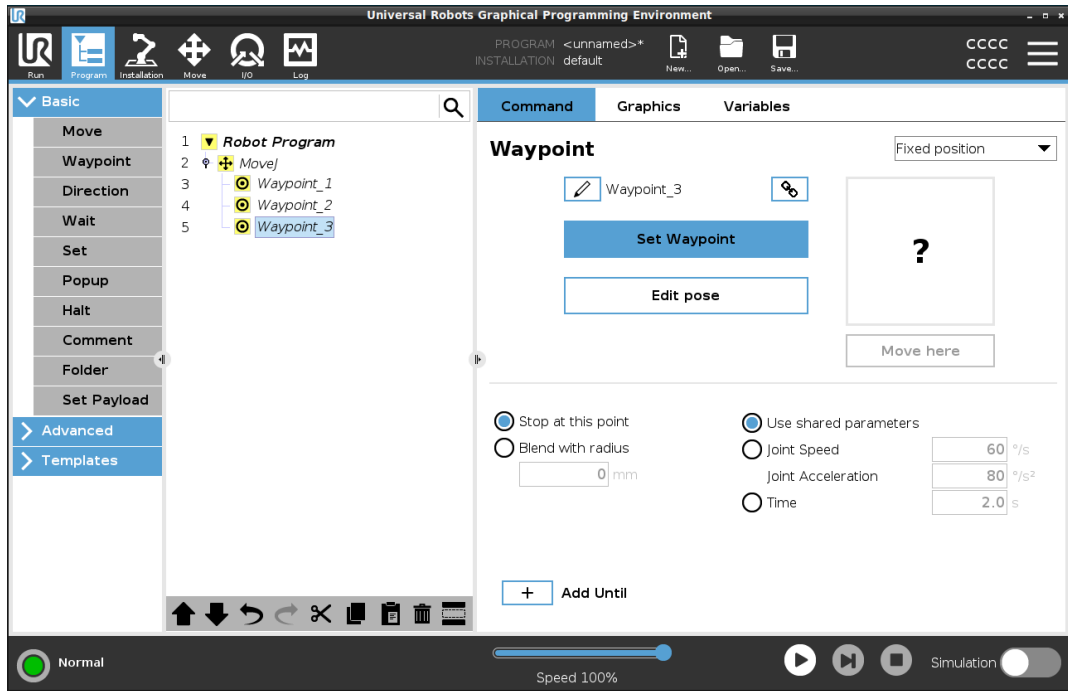 Universal Robots Graphical Programming Environment
UR
Run
Program
Installation
Move
I/O
Log
PROGRAM <unnamed>*
INSTALLATION default
New...
Open...
Save...
CCCC
CCCC
Basic
Move
Waypoint
Direction
Wait
Set
Popup
Halt
Comment
Folder
Set Payload
Advanced
Templates
1 Robot Program
2 MoveJ
3 Waypoint_1
4 Waypoint_2
5 Waypoint_3
Command Graphics Variables
Waypoint
Fixed position
Waypoint_3
Set Waypoint
Edit pose
?
Move here
Stop at this point
Blend with radius
0 mm
Use shared parameters
Joint Speed 60 °/s
Joint Acceleration 80 °/s²
Time 2.0 s
+ Add Until
Normal
Speed 100%
Simulation